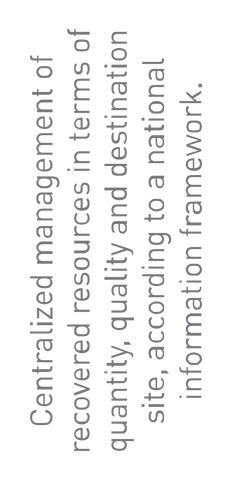 Centralized management of
recovered resources in terms of
quantity, quality and destination
site, according to a national
information framework.